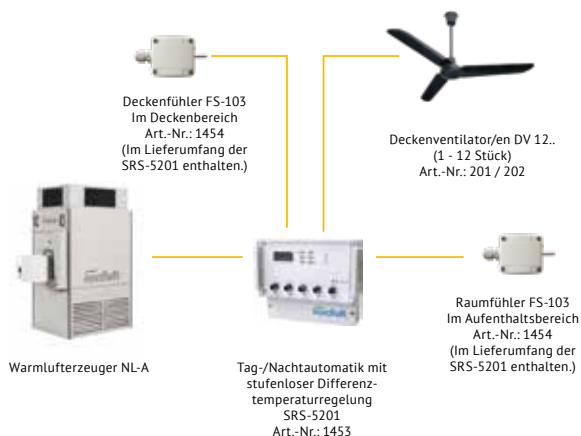 Deckenfühler FS-103
Im Deckenbereich
Art.-Nr.: 1454
(Im Lieferumfang der
SRS-5201 enthalten.)
Deckenventilator/en DV 12..
(1 - 12 Stück)
Art.-Nr.: 201 / 202
Warmlufterzeuger NL-A
Tag-/Nachtautomatik mit
stufenloser Differenz-
temperaturregelung
SRS-5201
Art.-Nr.: 1453
Raumfühler FS-103
Im Aufenthaltsbereich
Art.-Nr.: 1454
(Im Lieferumfang der
SRS-5201 enthalten.)